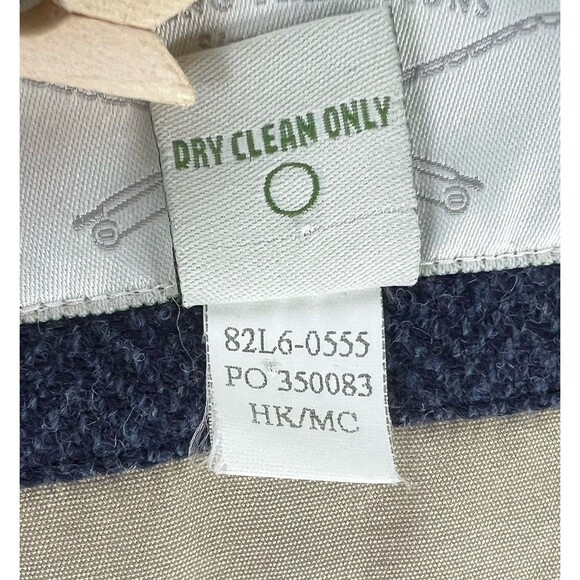 DRY CLEAN ONLY
82L6-0555
PO 350083
HK/MC